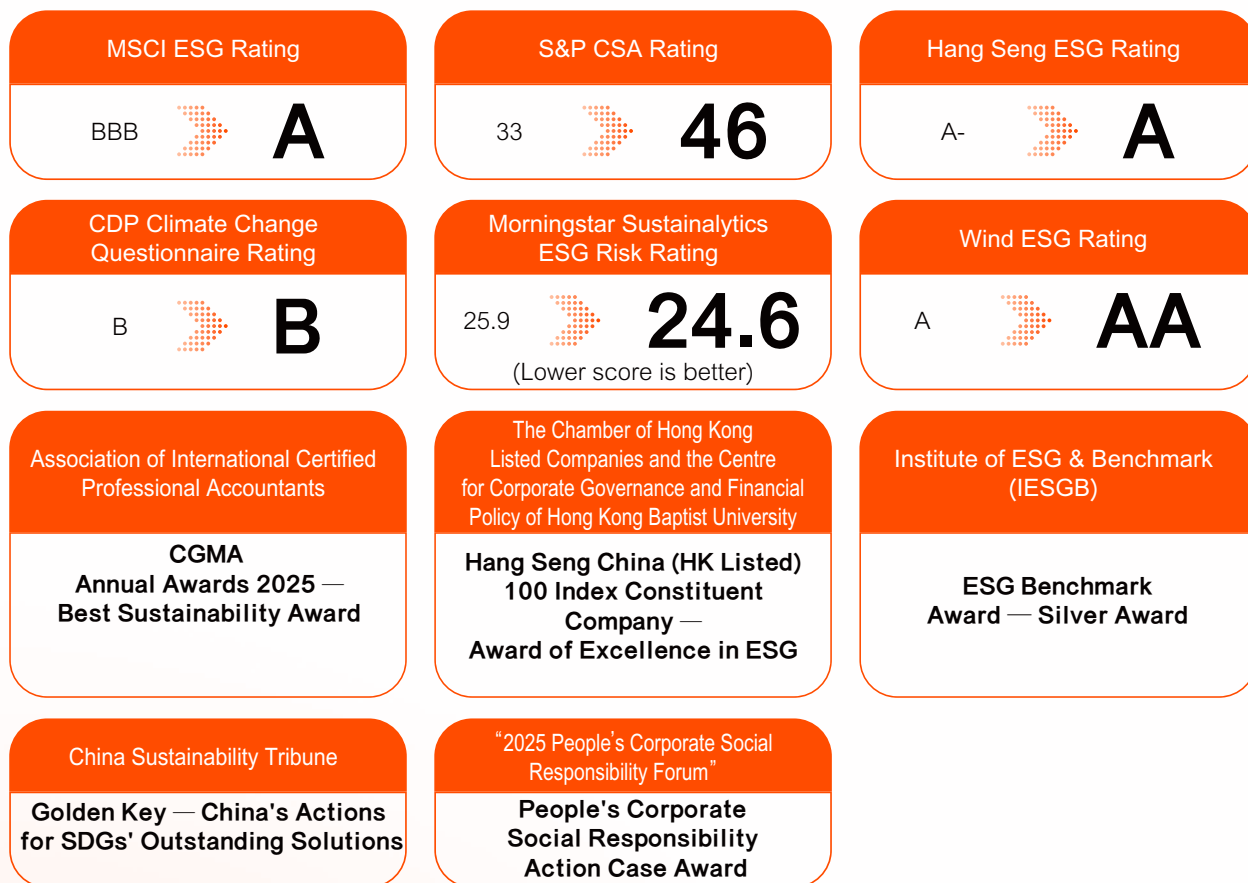 MSCI ESG Rating
BBB
A
S&P CSA Rating
33
46
Hang Seng ESG Rating
A-
A
CDP Climate Change
Questionnaire Rating
B
B
Morningstar Sustainalytics
ESG Risk Rating
25.9
24.6
(Lower score is better)
Wind ESG Rating
A
AA
Association of International Certified
Professional Accountants
CGMA
Annual Awards 2025 —
Best Sustainability Award
The Chamber of Hong Kong
Listed Companies and the Centre
for Corporate Governance and Financial
Policy of Hong Kong Baptist University
Hang Seng China (HK Listed)
100 Index Constituent
Company —
Award of Excellence in ESG
Institute of ESG & Benchmark
(IESGB)
ESG Benchmark
Award — Silver Award
China Sustainability Tribune
Golden Key — China's Actions
for SDGs' Outstanding Solutions
“2025 People’s Corporate Social
Responsibility Forum”
People's Corporate
Social Responsibility
Action Case Award